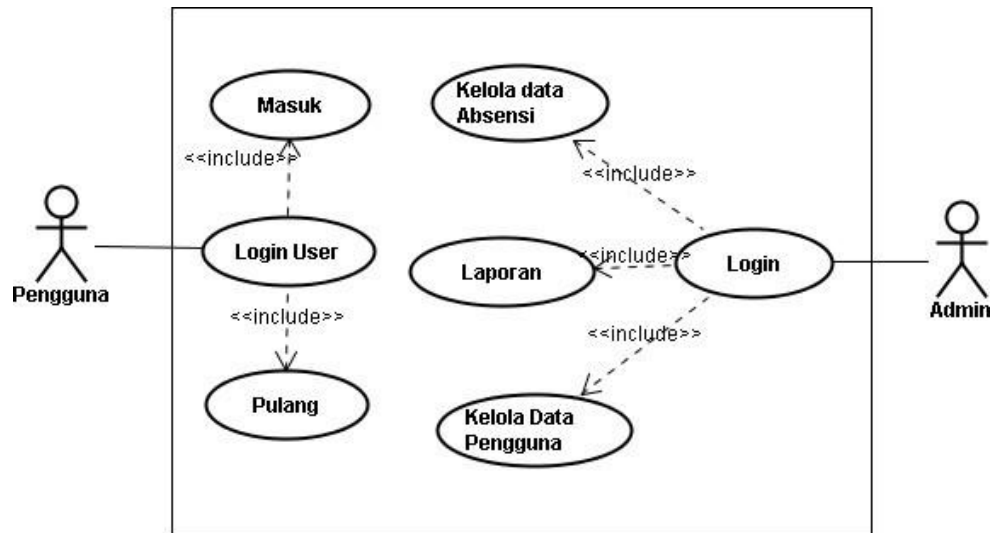 Masuk
Kelola data
Absensi
<<include>>
<<include>>
Login User
Laporan
<<include>>
Login
Pengguna
Admin
<<include>>
<<include>>
Pulang
Kelola Data
Pengguna